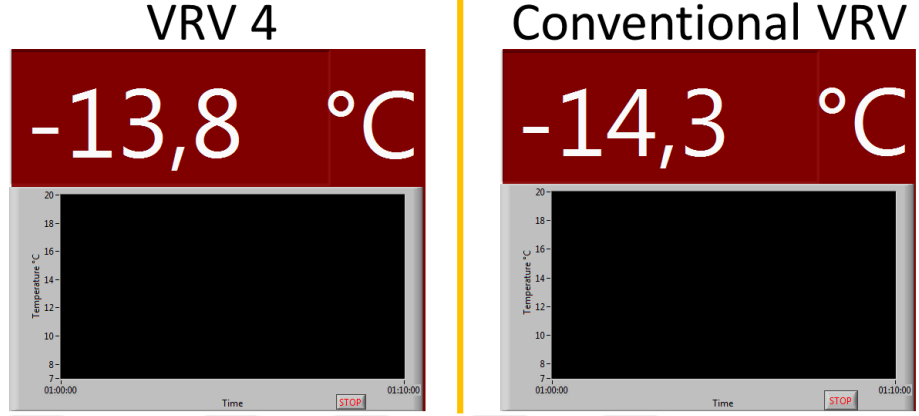 VRV 4
-13,8 °C
20
18
16
14
12
10
8
7
Temperature °C
01:00:00
01:10:00
Time
STOP
Conventional VRV
-14,3 °C
20
18
16
14
12
10
8
7
Temperature °C
01:00:00
01:10:00
Time
STOP